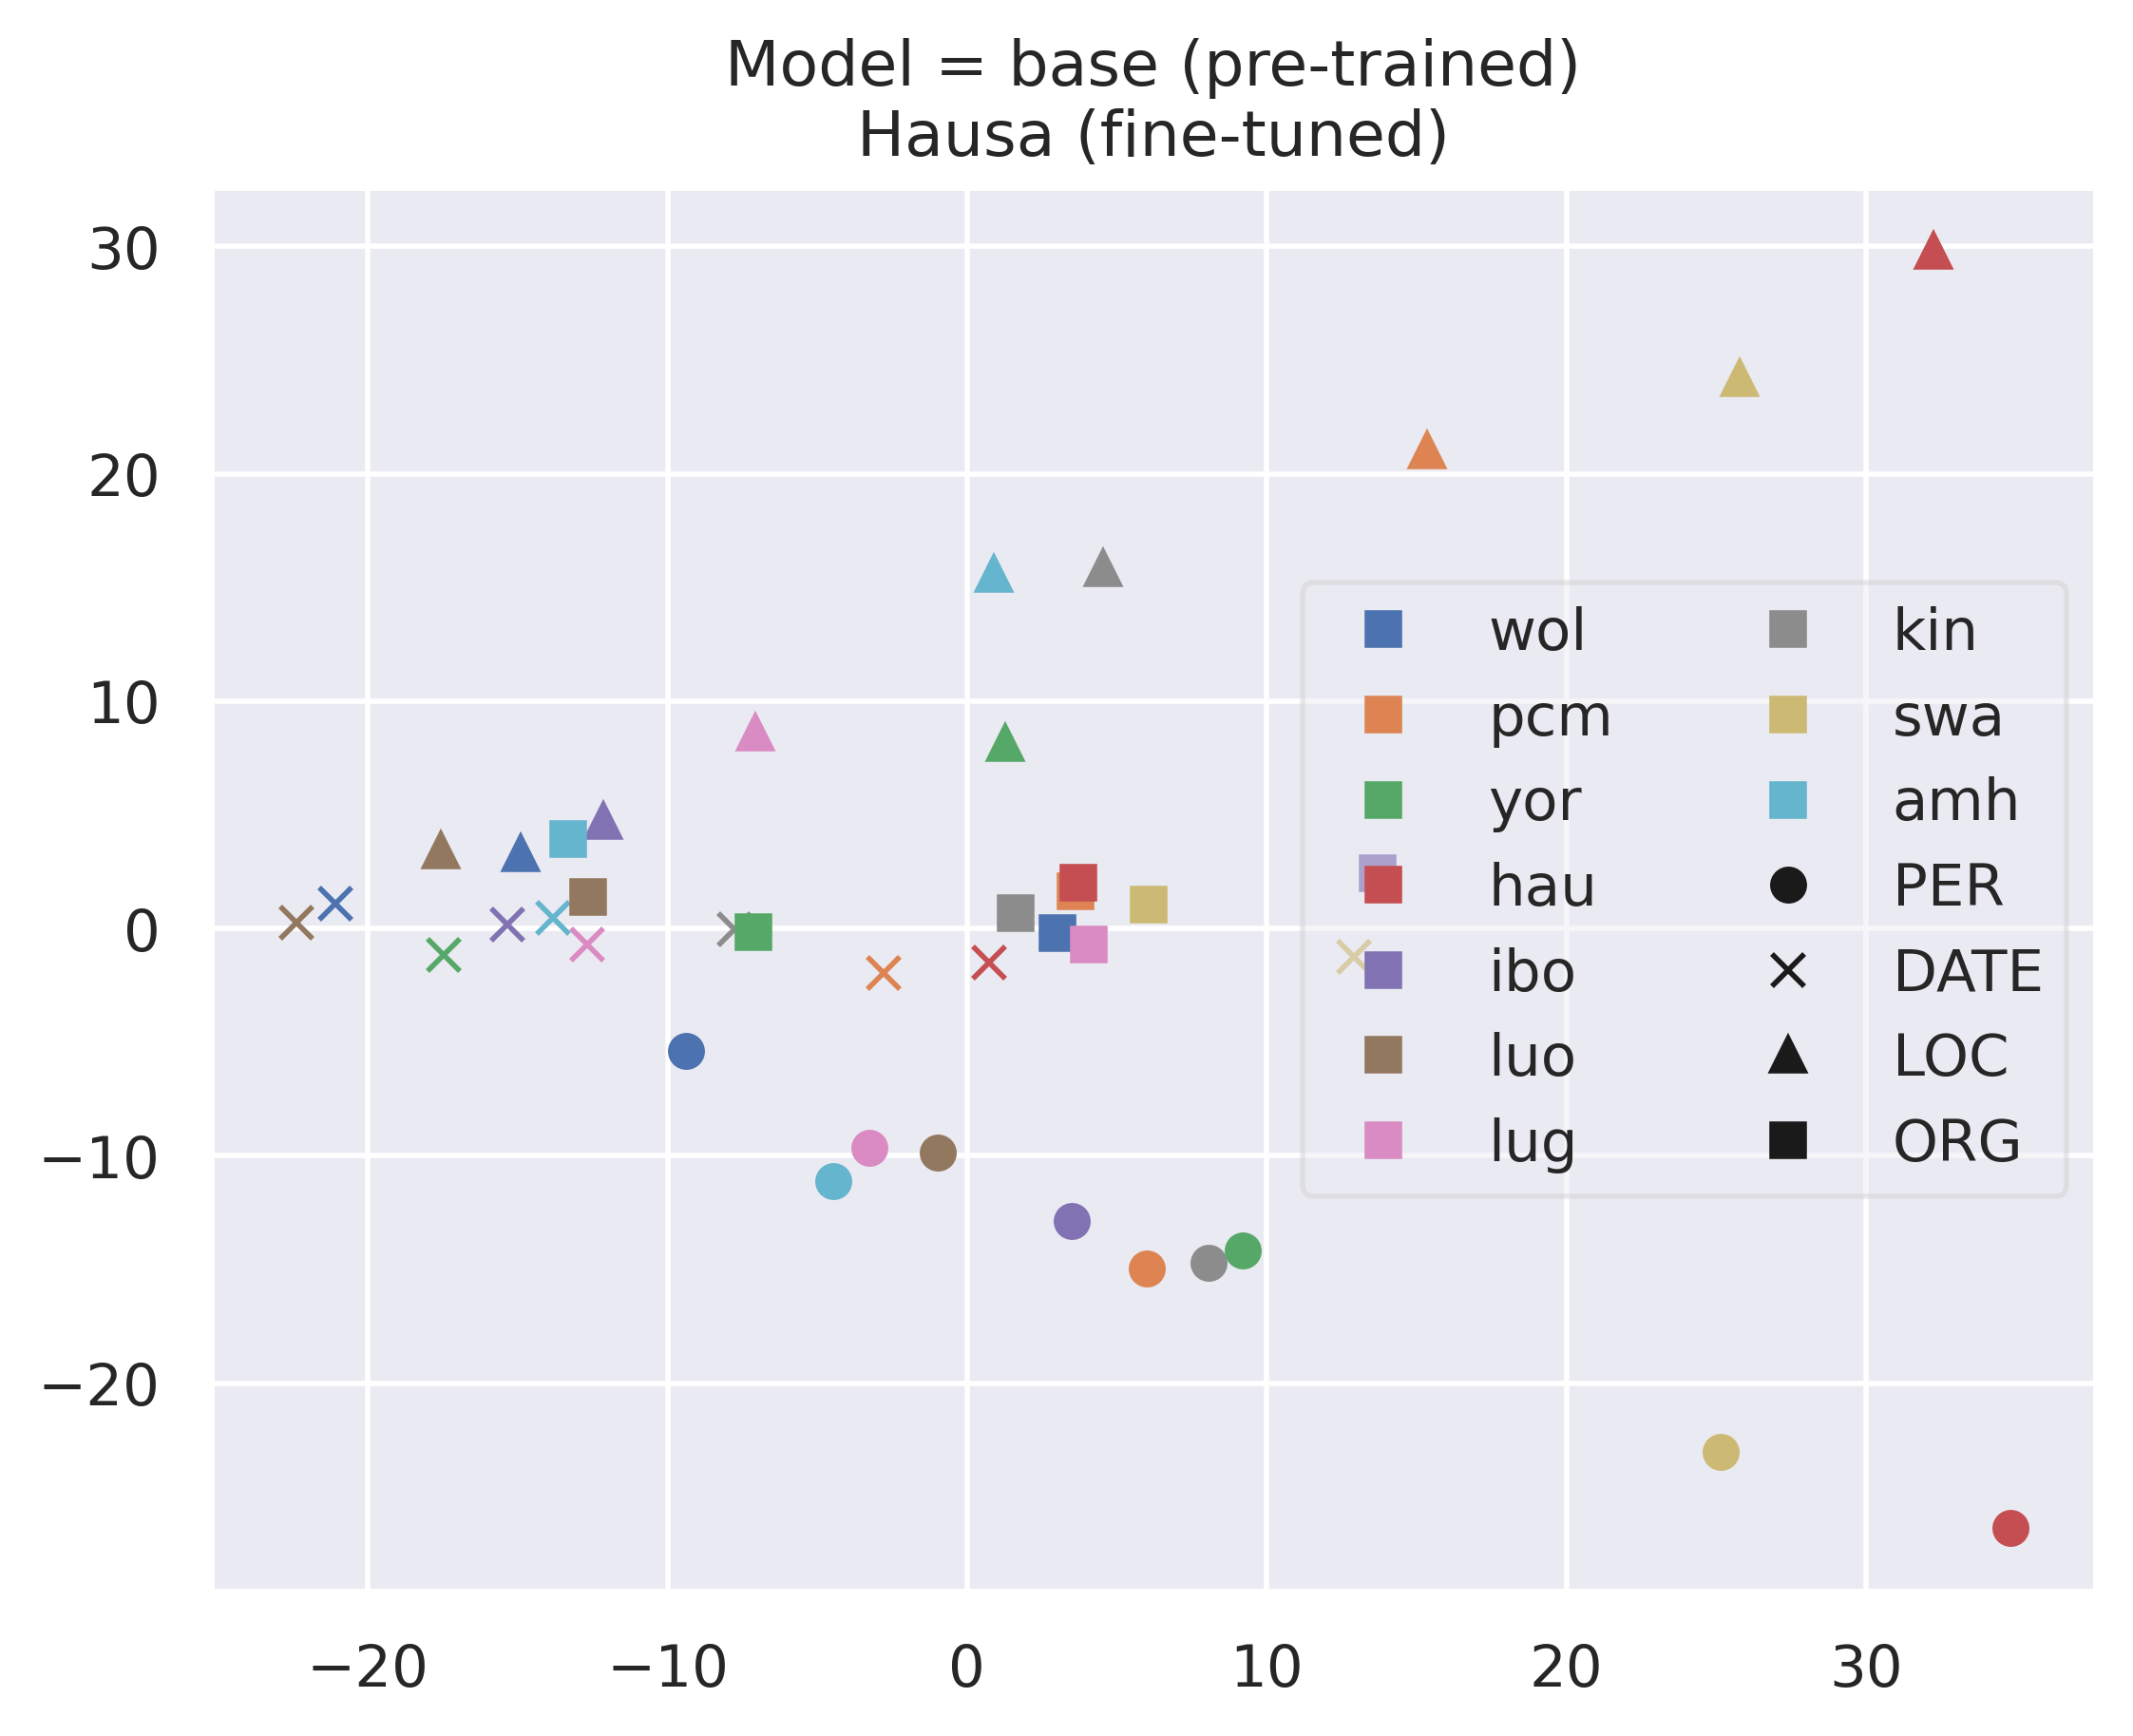 Model = base (pre-trained)
Hausa (fine-tuned)
30
20
10
0
−10
−20
wol
pcm
yor
hau
ibo
luo
lug
kin
swa
amh
PER
DATE
LOC
ORG
−20 −10 0 10 20 30